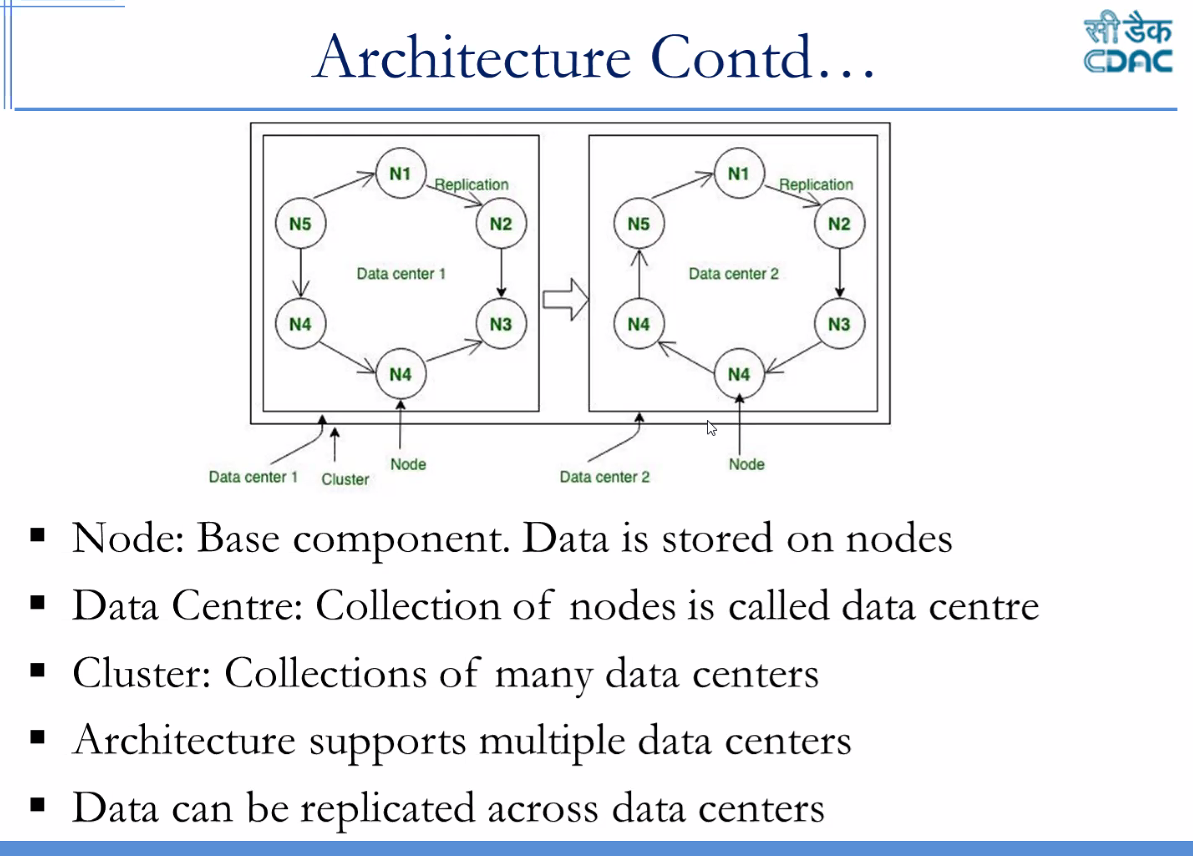 Architecture Contd…
सी डैक
CDAC
N1
Replication
N5
N2
Data center 1
N4
N3
N4
N1
Replication
N5
N2
Data center 2
N4
N3
N4
Data center 1
Cluster
Node
Data center 2
Node
Node: Base component. Data is stored on nodes
Data Centre: Collection of nodes is called data centre
Cluster: Collections of many data centers
Architecture supports multiple data centers
Data can be replicated across data centers